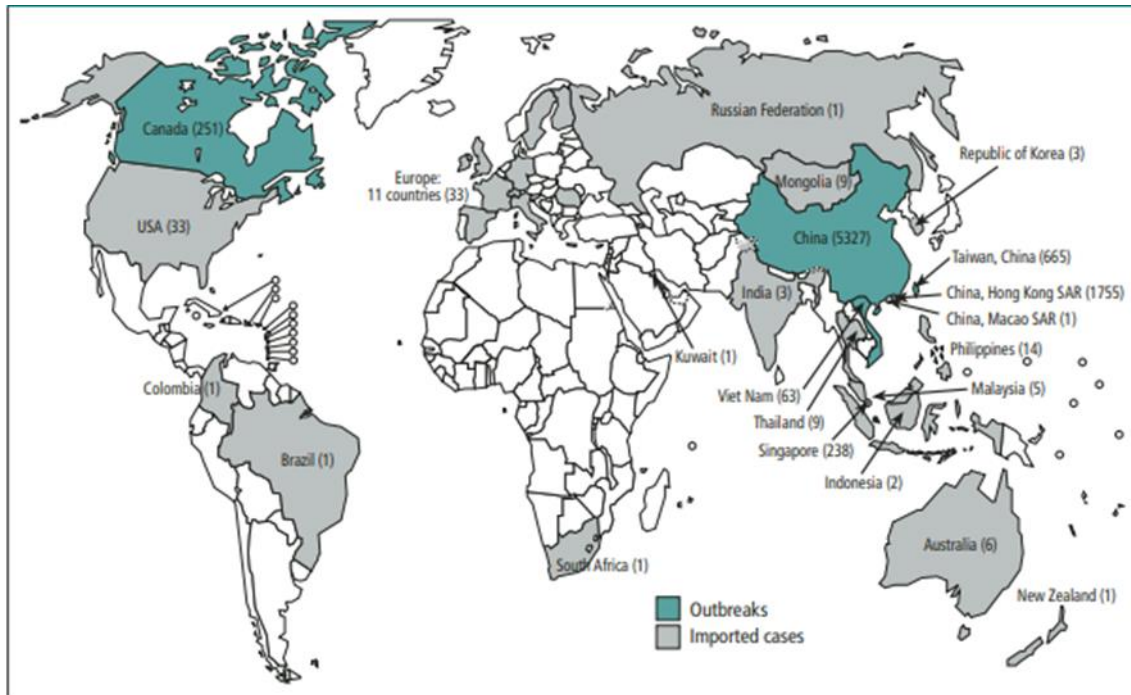 Canada (251)
USA (33)
Colombia (1)
Brazil (1)
Europe:
11 countries (33)
South Africa (1)
Russian Federation (1)
Republic of Korea (3)
Mongolia (9)
China (5327)
Taiwan, China (665)
China, Hong Kong SAR (1755)
China, Macao SAR (1)
India (3)
Kuwait (1)
Philippines (14)
Viet Nam (63)
Malaysia (5)
Thailand (9)
Singapore (238)
Indonesia (2)
Australia (6)
New Zealand (1)
Outbreaks
Imported cases